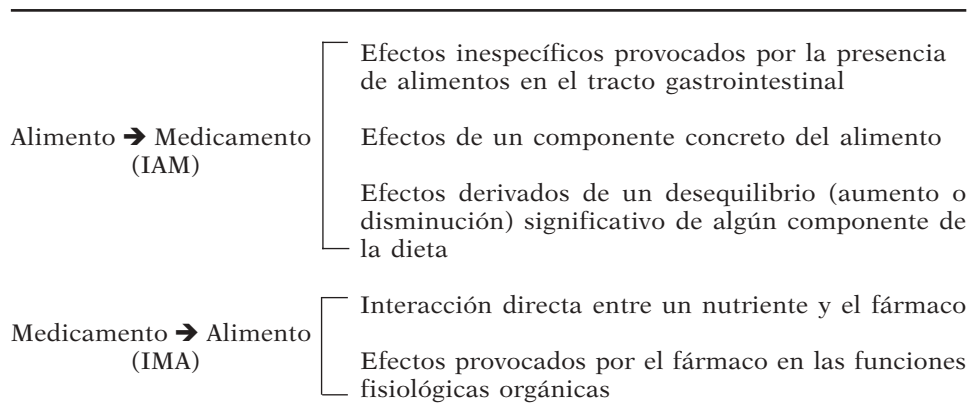 Efectos inespecíficos provocados por la presencia
de alimentos en el tracto gastrointestinal
Alimento ➔ Medicamento
(IAM)
Efectos de un componente concreto del alimento
Efectos derivados de un desequilibrio (aumento o
disminución) significativo de algún componente de
la dieta
Medicamento ➔ Alimento
(IMA)
Interacción directa entre un nutriente y el fármaco
Efectos provocados por el fármaco en las funciones
fisiológicas orgánicas